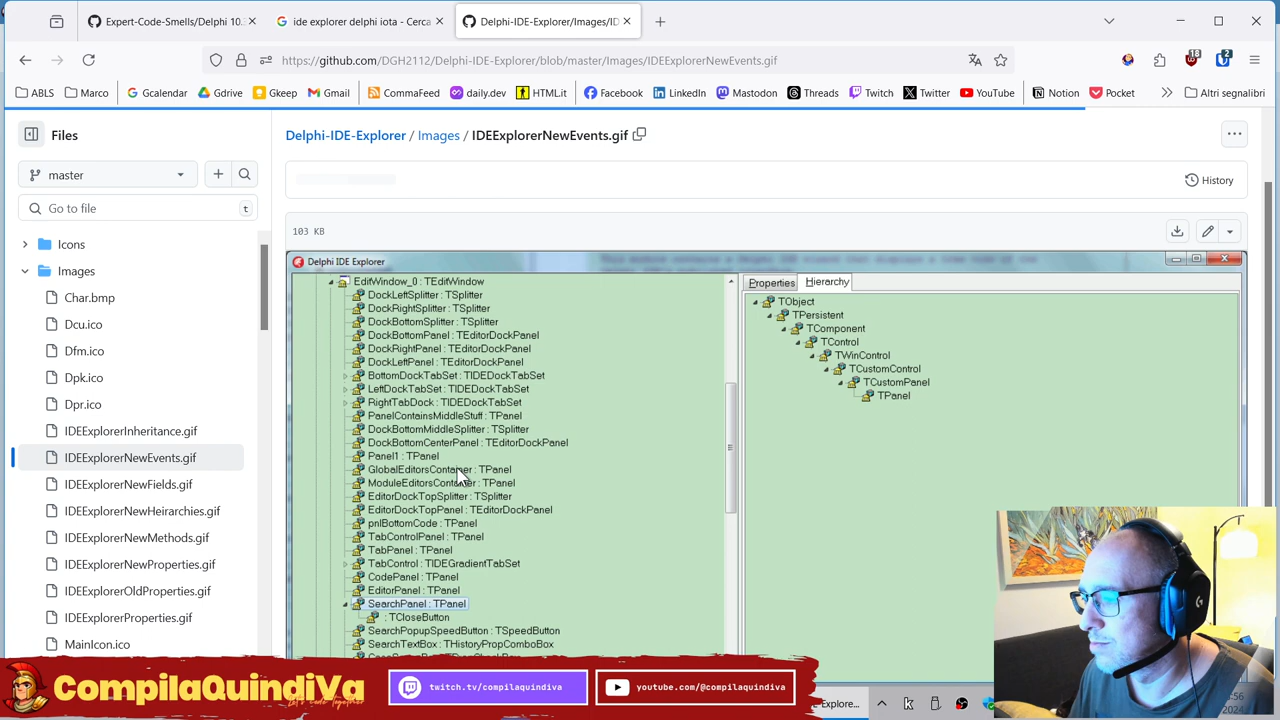 Expert-Code-Smells/Delphi 10.
ide explorer delphi iota - Cerca
Delphi-IDE-Explorer/Images/ID
https://github.com/DGH2112/Delphi-IDE-Explorer/blob/master/Images/IDEExplorerNewEvents.gif
18
2
ABLS
Marco
Gcalendar
Gdrive
Gkeep
Gmail
CommaFeed
daily.dev
HTML.it
Facebook
LinkedIn
Mastodon
Threads
Twitch
Twitter
YouTube
Notion
Pocket
Altri segnalibri
Files
master
Go to file
t
Icons
Images
Char.bmp
Dcu.ico
Dfm.ico
Dpk.ico
Dpr.ico
IDEExplorerInheritance.gif
IDEExplorerNewEvents.gif
IDEExplorerNewFields.gif
IDEExplorerNewHeirarchies.gif
IDEExplorerNewMethods.gif
IDEExplorerNewProperties.gif
IDEExplorerOldProperties.gif
IDEExplorerProperties.gif
MainIcon.ico
Delphi-IDE-Explorer / Images / IDEExplorerNewEvents.gif
History
103 KB
Delphi IDE Explorer
EditWindow_0 : TEditWindow
DockLeftSplitter : TSplitter
DockRightSplitter : TSplitter
DockBottomSplitter : TSplitter
DockBottomPanel : TEditorDockPanel
DockRightPanel : TEditorDockPanel
DockLeftPanel : TEditorDockPanel
BottomDockTabSet : TIDEDockTabSet
LeftDockTabSet : TIDEDockTabSet
RightTabDock : TIDEDockTabSet
PanelContainsMiddleStuff : TPanel
DockBottomMiddleSplitter : TSplitter
DockBottomCenterPanel : TEditorDockPanel
Panel1 : TPanel
GlobalEditorsContainer : TPanel
ModuleEditorsContainer : TPanel
EditorDockTopSplitter : TSplitter
EditorDockTopPanel : TEditorDockPanel
pnlBottomCode : TPanel
TabControlPanel : TPanel
TabPanel : TPanel
TabControl : TIDEGradientTabSet
CodePanel : TPanel
EditorPanel : TPanel
SearchPanel : TPanel
: TCloseButton
SearchPopupSpeedButton : TSpeedButton
SearchTextBox : THistoryPropComboBox
Properties
Hierarchy
TObject
TPersistent
TComponent
TControl
TWinControl
TCustomControl
TCustomPanel
TPanel
CompilaQuindiVa
Let's code together
twitch.tv/compilaquindiva
youtube.com/@compilaquindiva